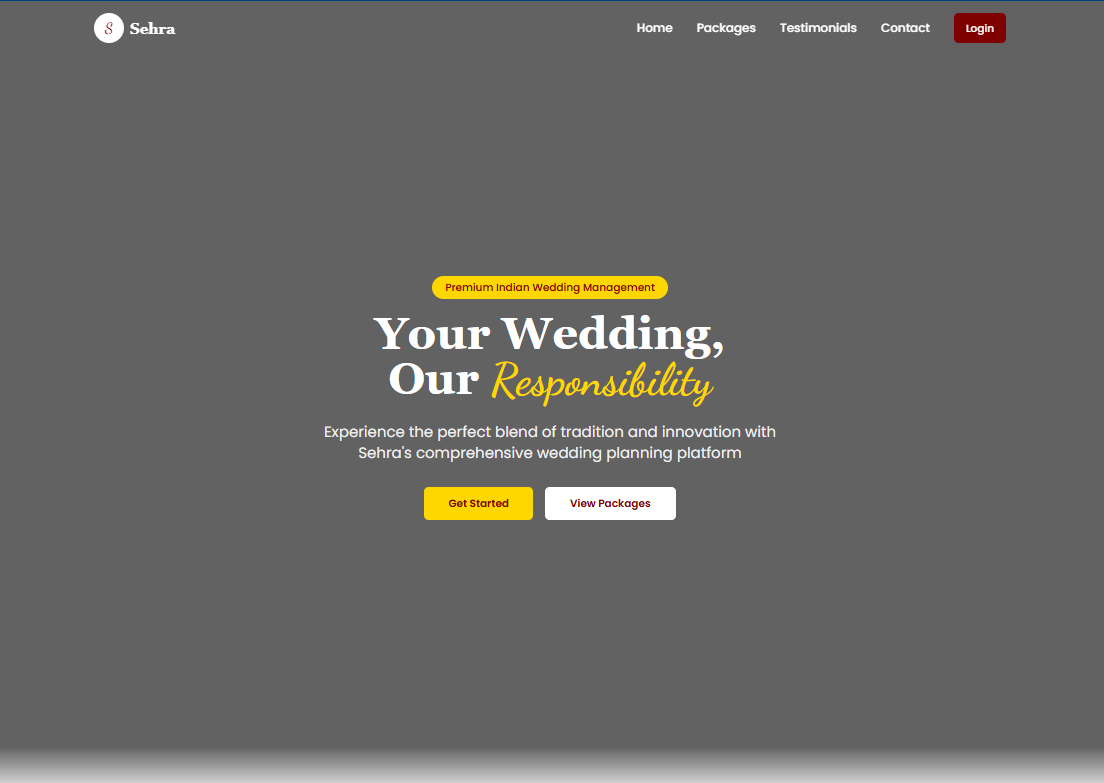 S Sehra
Home Packages Testimonials Contact Login
Premium Indian Wedding Management
Your Wedding,
Our Responsibility
Experience the perfect blend of tradition and innovation with
Sehra's comprehensive wedding planning platform
Get Started View Packages